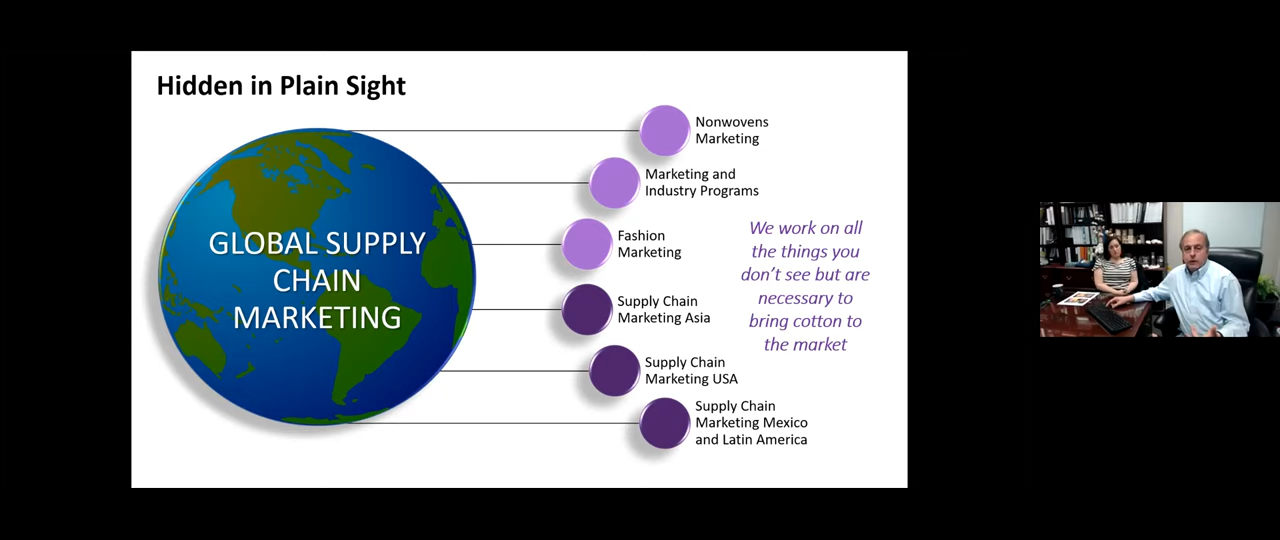 Hidden in Plain Sight
GLOBAL SUPPLY
CHAIN
MARKETING
Nonwovens
Marketing
Marketing and
Industry Programs
Fashion
Marketing
Supply Chain
Marketing Asia
Supply Chain
Marketing USA
Supply Chain
Marketing Mexico
and Latin America
We work on all
the things you
don't see but are
necessary to
bring cotton to
the market